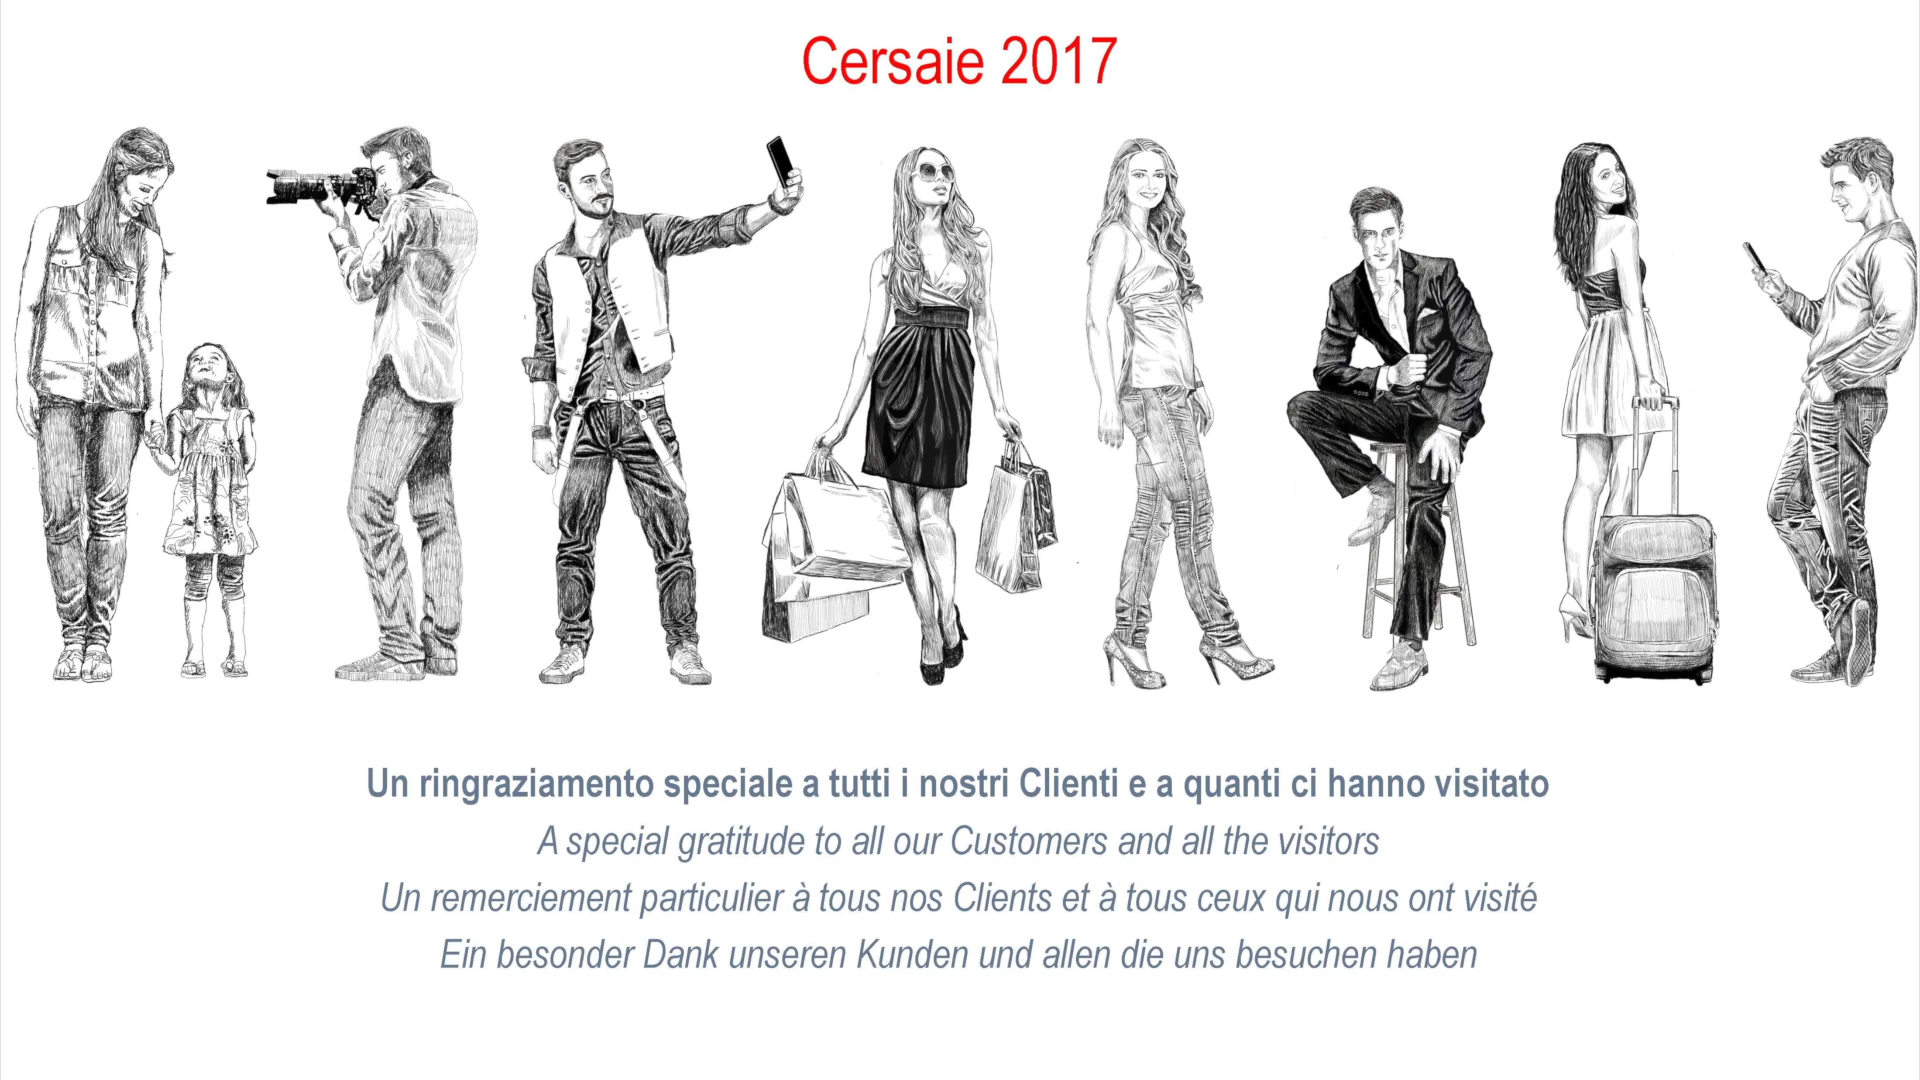 Cersaie 2017
Un ringraziamento speciale a tutti i nostri Clienti e a quanti ci hanno visitato
A special gratitude to all our Customers and all the visitors
Un remerciement particulier à tous nos Clients et à tous ceux qui nous ont visité
Ein besonder Dank unseren Kunden und allen die uns besuchen haben